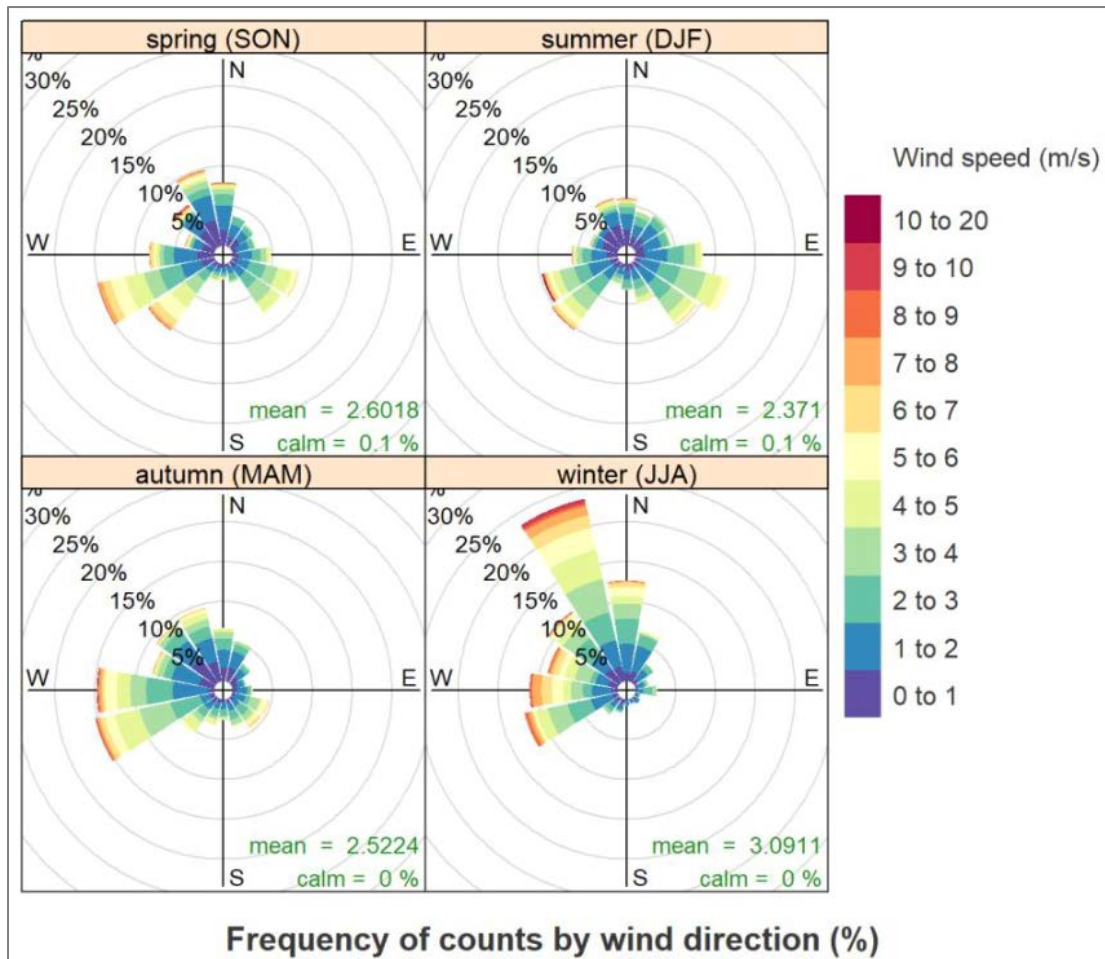 spring (SON)
%
30%
25%
20%
15%
10%
5%
N
W
E
S
mean = 2.6018
calm = 0.1 %
summer (DJF)
30%
25%
20%
15%
10%
5%
N
W
E
S
mean = 2.371
calm = 0.1 %
autumn (MAM)
%
30%
25%
20%
15%
10%
5%
N
W
E
S
mean = 2.5224
calm = 0 %
winter (JJA)
30%
25%
20%
15%
10%
5%
N
W
E
S
mean = 3.0911
calm = 0 %
Wind speed (m/s)
10 to 20
9 to 10
8 to 9
7 to 8
6 to 7
5 to 6
4 to 5
3 to 4
2 to 3
1 to 2
0 to 1
Frequency of counts by wind direction (%)